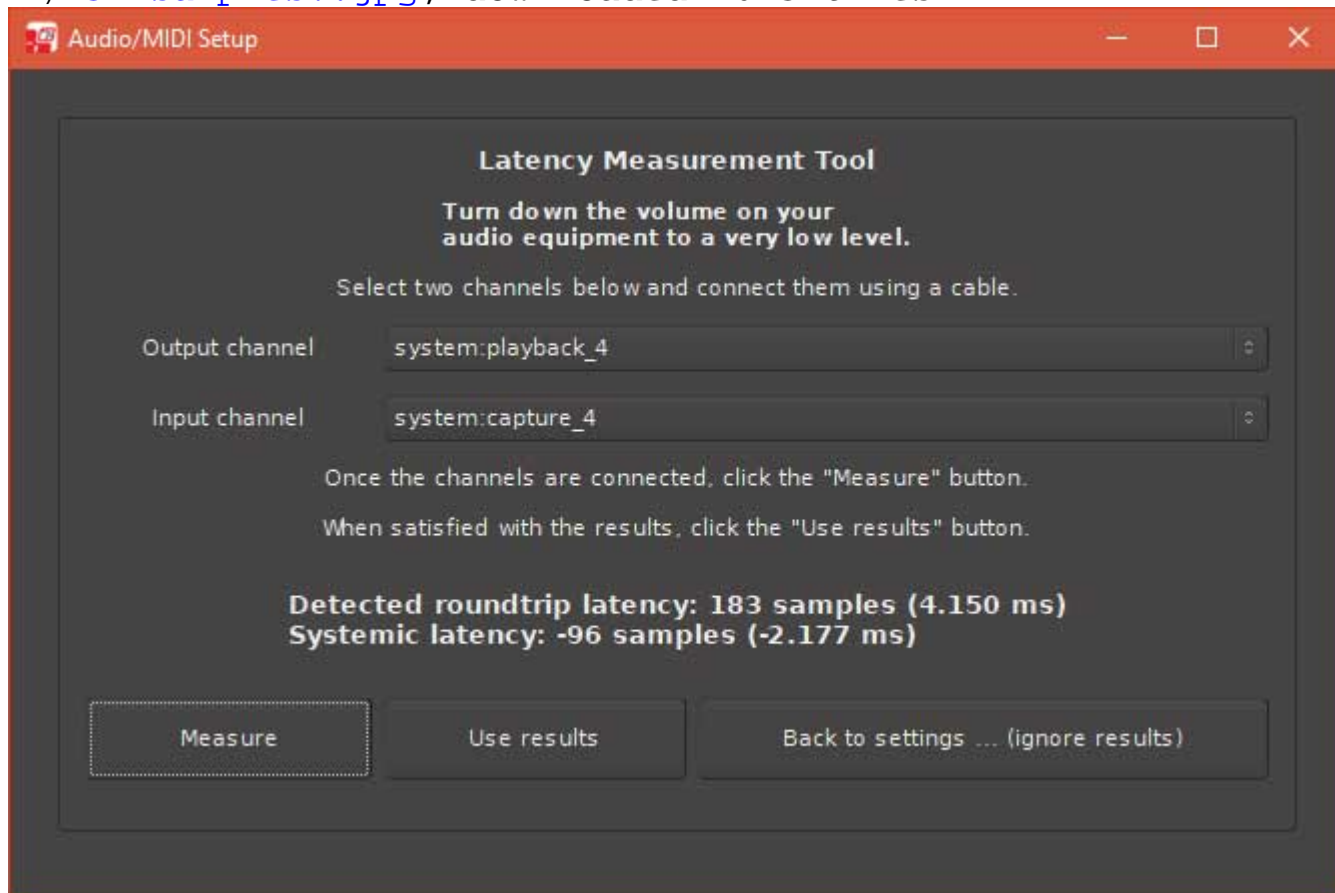 Audio/MIDI Setup
Latency Measurement Tool
Turn down the volume on your
audio equipment to a very low level.
Select two channels below and connect them using a cable.
Output channel system:playback_4
Input channel system:capture_4
Once the channels are connected, click the "Measure" button.
When satisfied with the results, click the "Use results" button.
Detected roundtrip latency: 183 samples (4.150 ms)
Systemic latency: -96 samples (-2.177 ms)
Measure Use results Back to settings ... (ignore results)